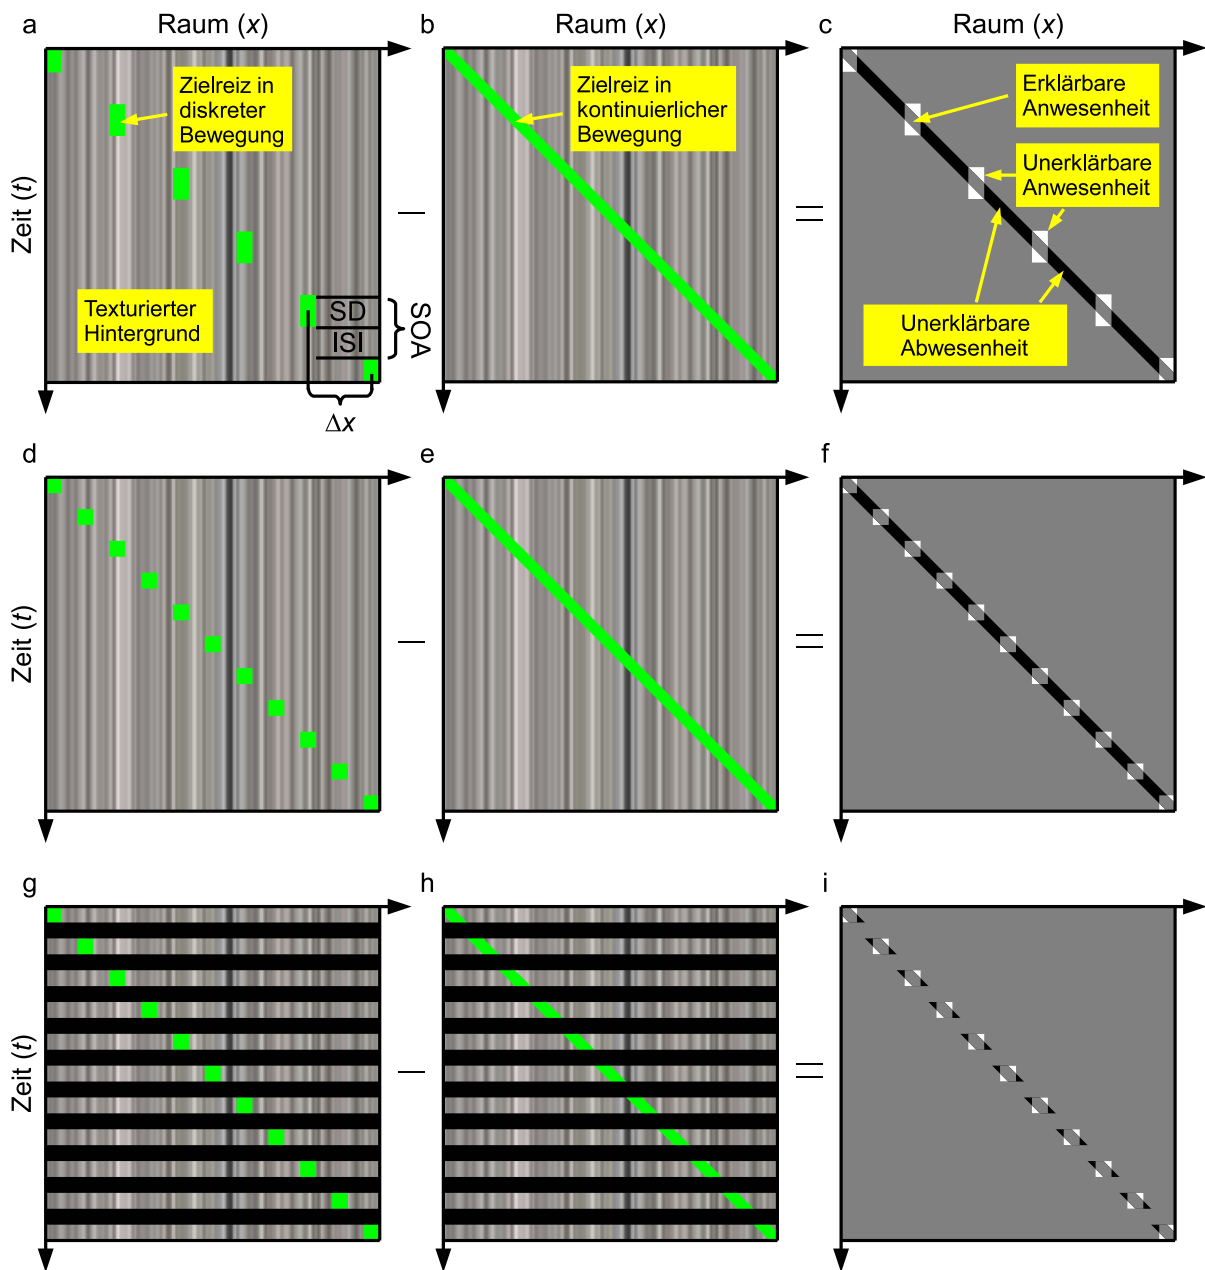 a
Raum (x)
b
Raum (x)
c
Raum (x)
Zielreiz in
diskreter
Bewegung
Zielreiz in
kontinuierlicher
Bewegung
Erklärbare
Anwesenheit
Unerklärbare
Anwesenheit
Zeit (t)
—
=
Texturierter
Hintergrund
SD
ISI
SOA
Δx
Unerklärbare
Abwesenheit
d
e
f
Zeit (t)
—
=
g
h
i
Zeit (t)
—
=